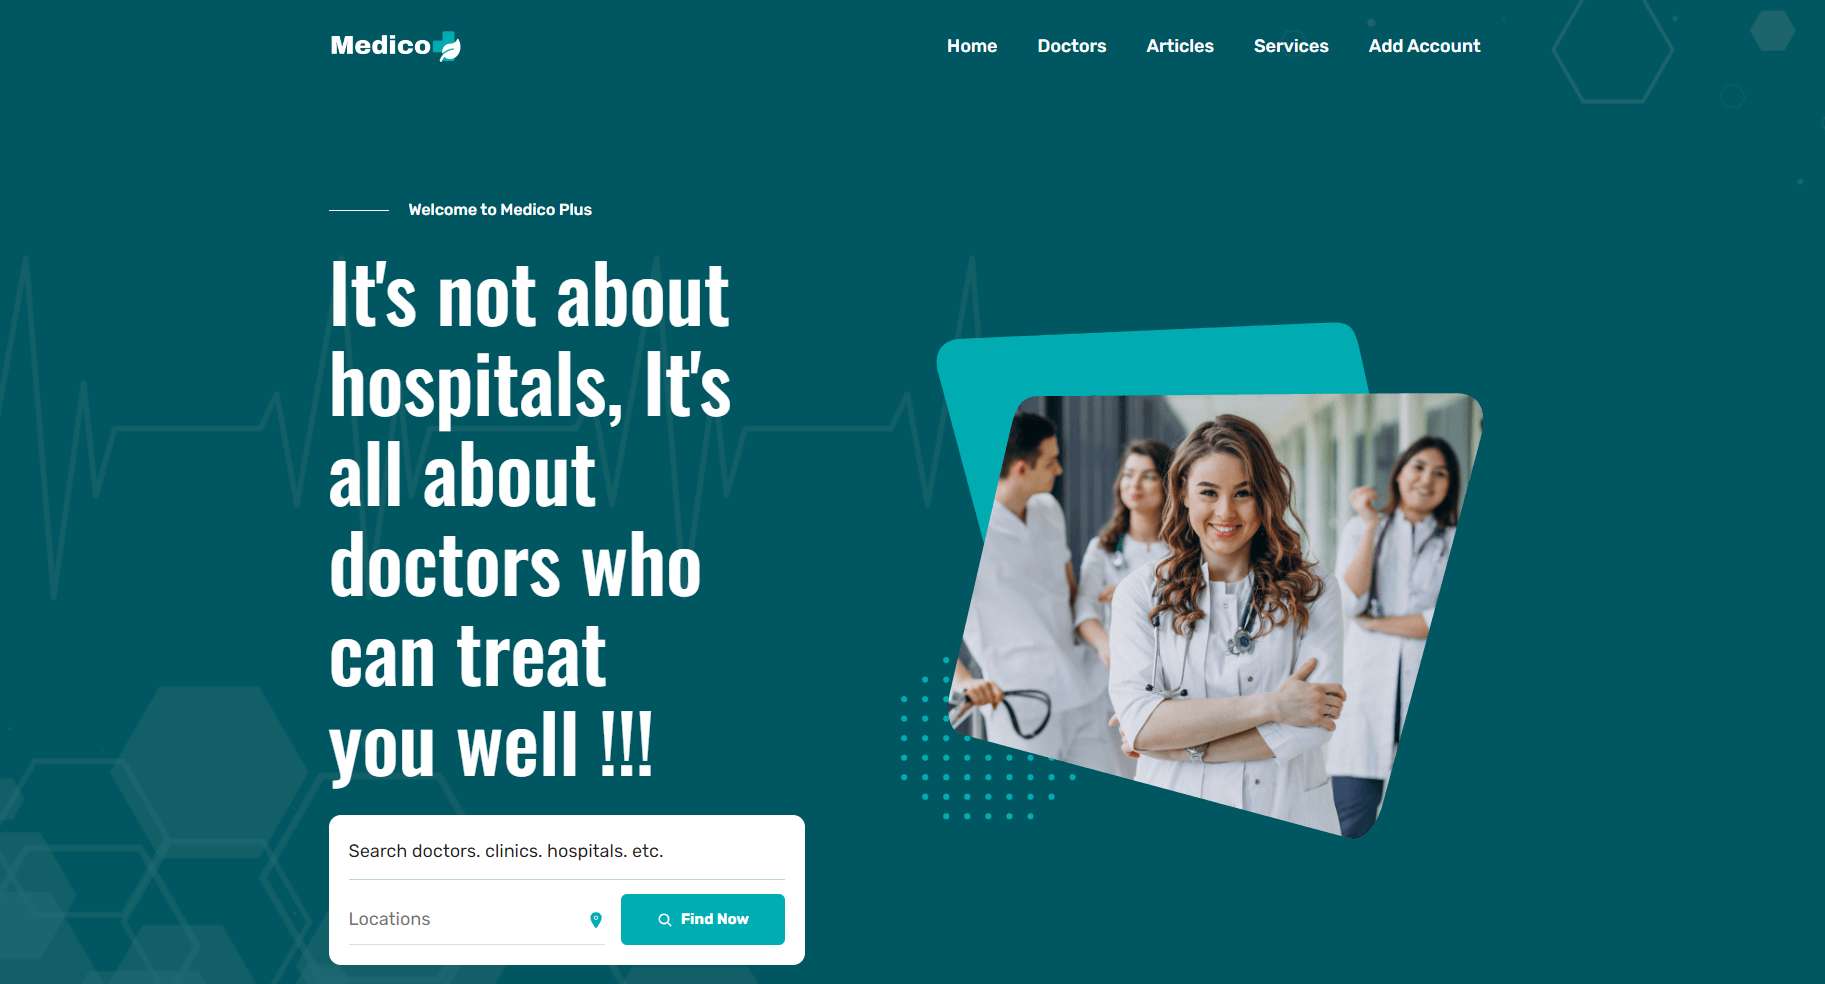 Medico
Home
Doctors
Articles
Services
Add Account
Welcome to Medico Plus
It's not about
hospitals, It's
all about
doctors who
can treat
you well !!!
Search doctors. clinics. hospitals. etc.
Locations
Find Now